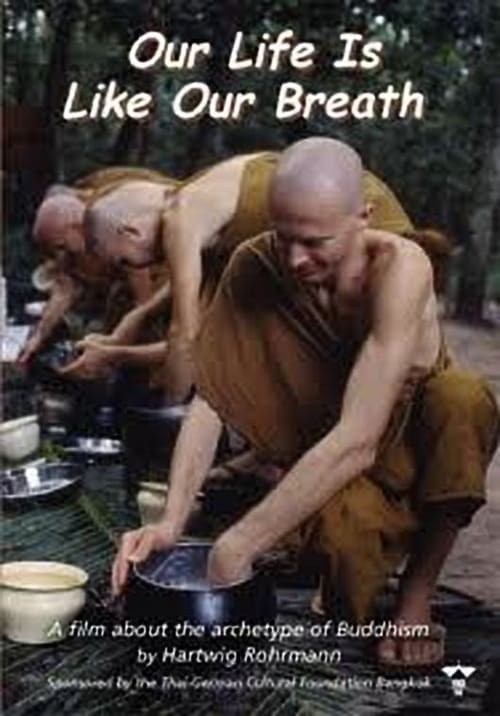 Our Life Is
Like Our Breath
A film about the archetype of Buddhism
by Hartwig Rohrmann
Sponsored by the Thai-German Cultural Foundation Bangkok